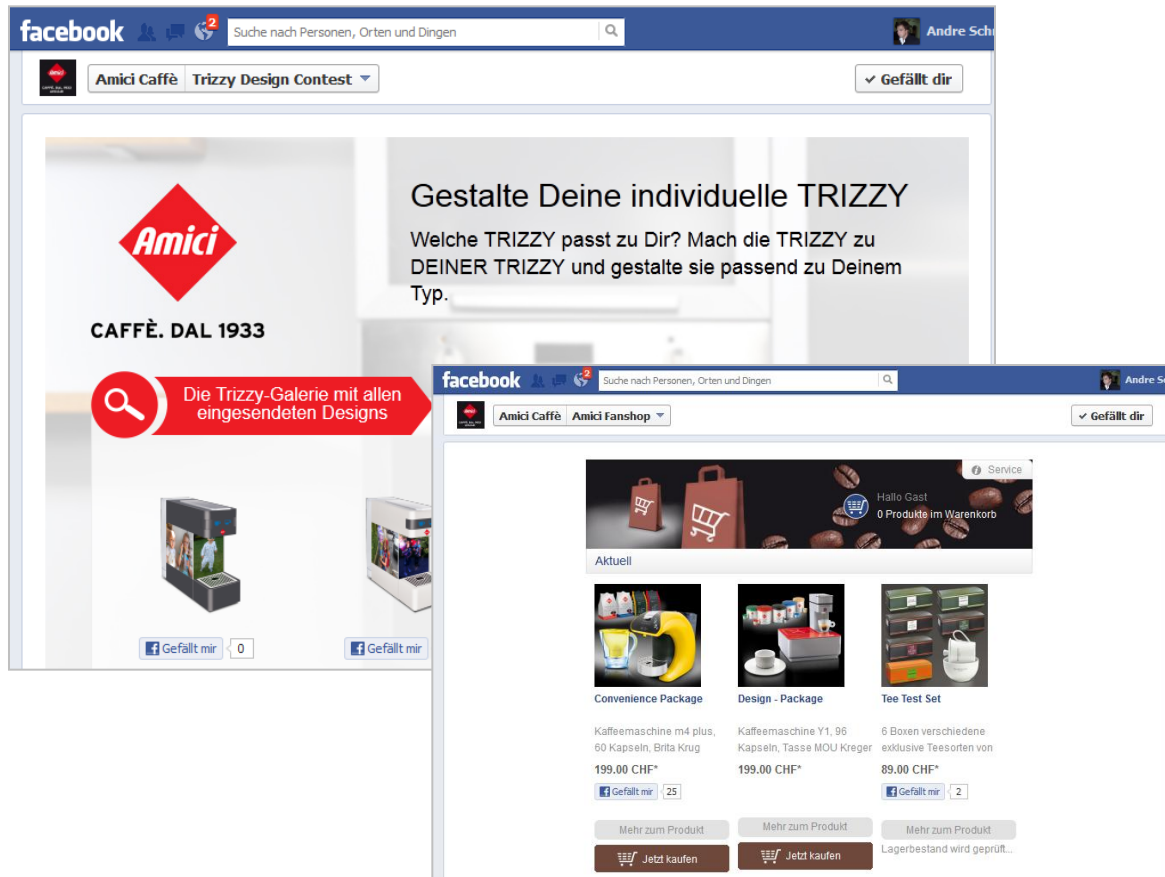 facebook
2
Suche nach Personen, Orten und Dingen
Andre Sch
Amici Caffè
Trizzy Design Contest
✓ Gefällt dir
Amici
CAFFÈ. DAL 1933
Gestalte Deine individuelle TRIZZY
Welche TRIZZY passt zu Dir? Mach die TRIZZY zu
DEINER TRIZZY und gestalte sie passend zu Deinem
Typ.
Die Trizzy-Galerie mit allen
eingesendeten Designs
Gefällt mir
0
Gefällt mir
facebook
2
Suche nach Personen, Orten und Dingen
Andre S
Amici Caffè
Amici Fanshop
✓ Gefällt dir
Service
Hallo Gast
0 Produkte im Warenkorb
Aktuell
Convenience Package
Kaffeemaschine m4 plus,
60 Kapseln, Brita Krug
199.00 CHF*
Gefällt mir
25
Mehr zum Produkt
Jetzt kaufen
Design - Package
Kaffeemaschine Y1, 96
Kapseln, Tasse MOU Kreger
199.00 CHF*
Mehr zum Produkt
Jetzt kaufen
Tee Test Set
6 Boxen verschiedene
exklusive Teesorten von
89.00 CHF*
Gefällt mir
2
Mehr zum Produkt
Lagerbestand wird geprüft...